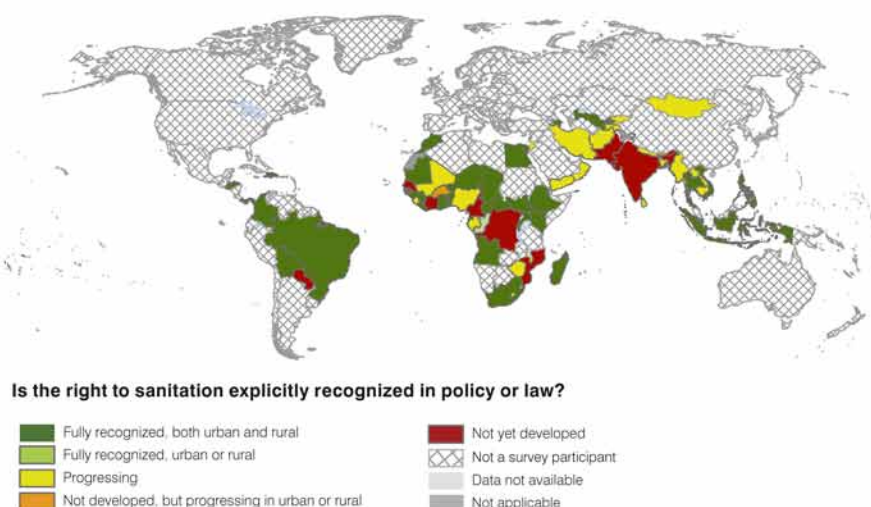 Is the right to sanitation explicitly recognized in policy or law?
Fully recognized, both urban and rural
Fully recognized, urban or rural
Progressing
Not developed, but progressing in urban or rural
Not yet developed
Not a survey participant
Data not available
Not applicable